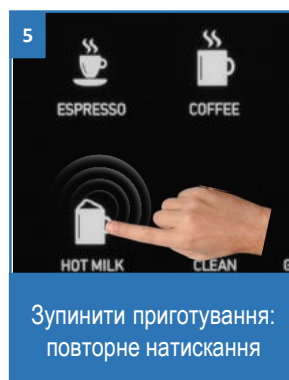 5
ESPRESSO COFFEE
HOT MILK CLEAN G
Зупинити приготування:
повторне натискання